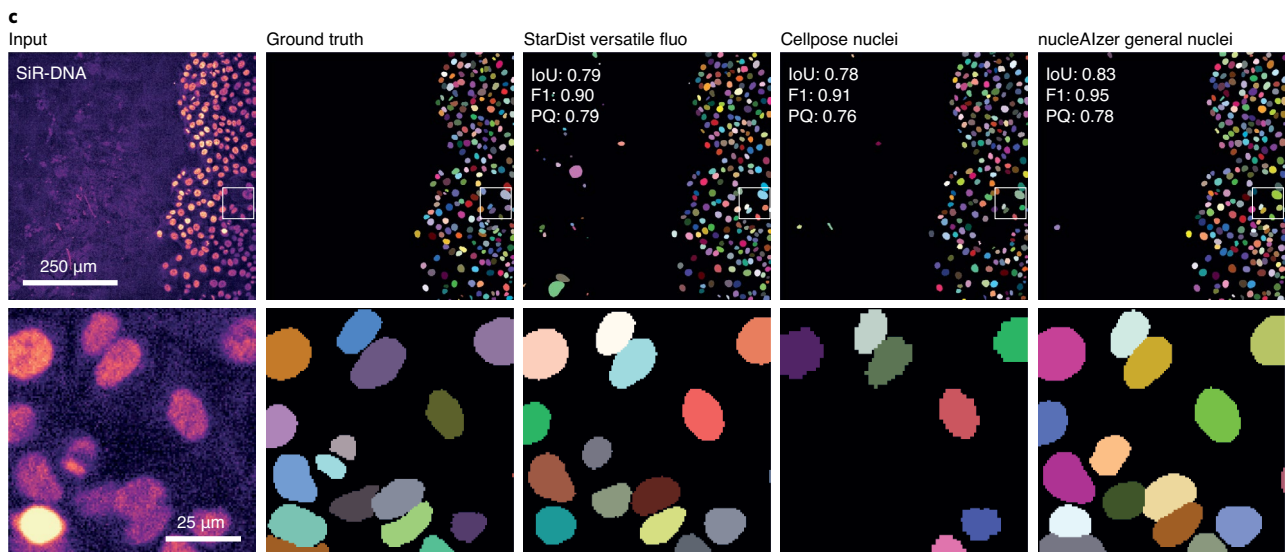 c
Input
Ground truth
StarDist versatile fluo
Cellpose nuclei
nucleAIzer general nuclei
SiR-DNA
IoU: 0.79
F1: 0.90
PQ: 0.79
IoU: 0.78
F1: 0.91
PQ: 0.76
IoU: 0.83
F1: 0.95
PQ: 0.78
250 µm
25 µm